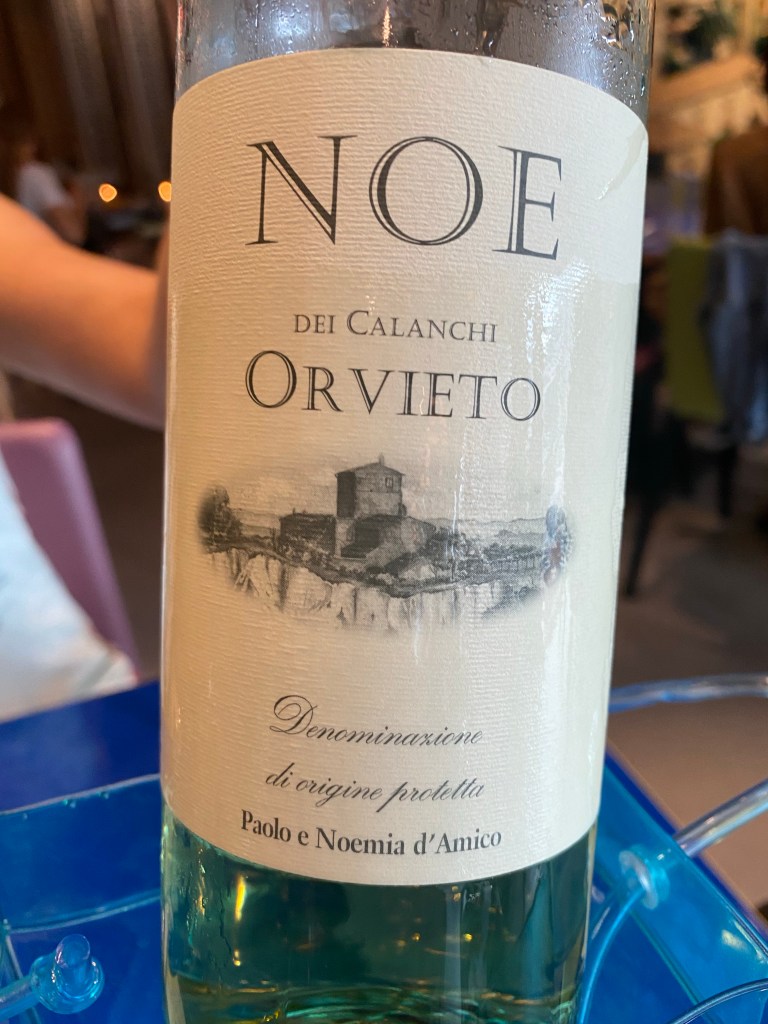 NOE
DEI CALANCHI
ORVIETO
Denominazione
di origine protetta
Paolo e Noemia d'Amico